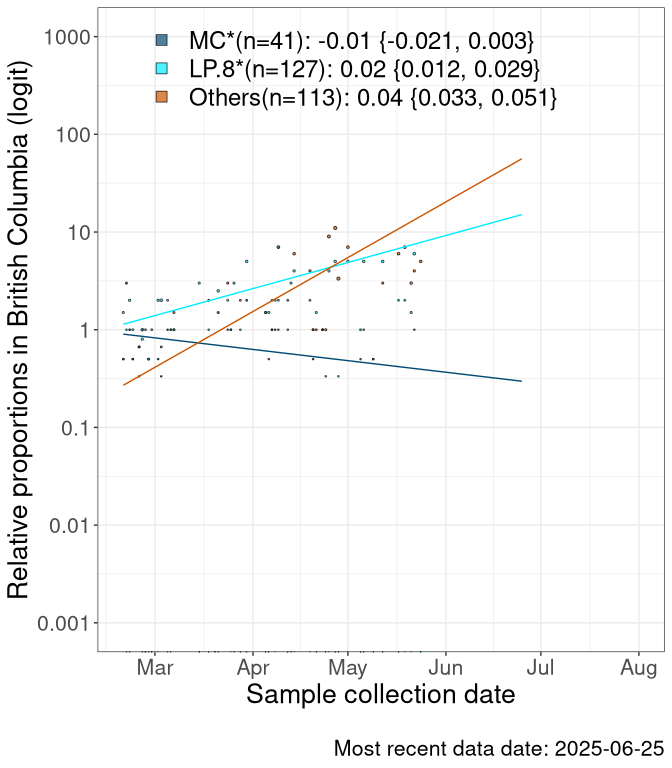 MC*(n=41): -0.01 {-0.021, 0.003}
LP.8*(n=127): 0.02 {0.012, 0.029}
Others(n=113): 0.04 {0.033, 0.051}
Relative proportions in British Columbia (logit)
1000
100
10
1
0.1
0.01
0.001
Mar Apr May Jun Jul Aug
Sample collection date
Most recent data date: 2025-06-25